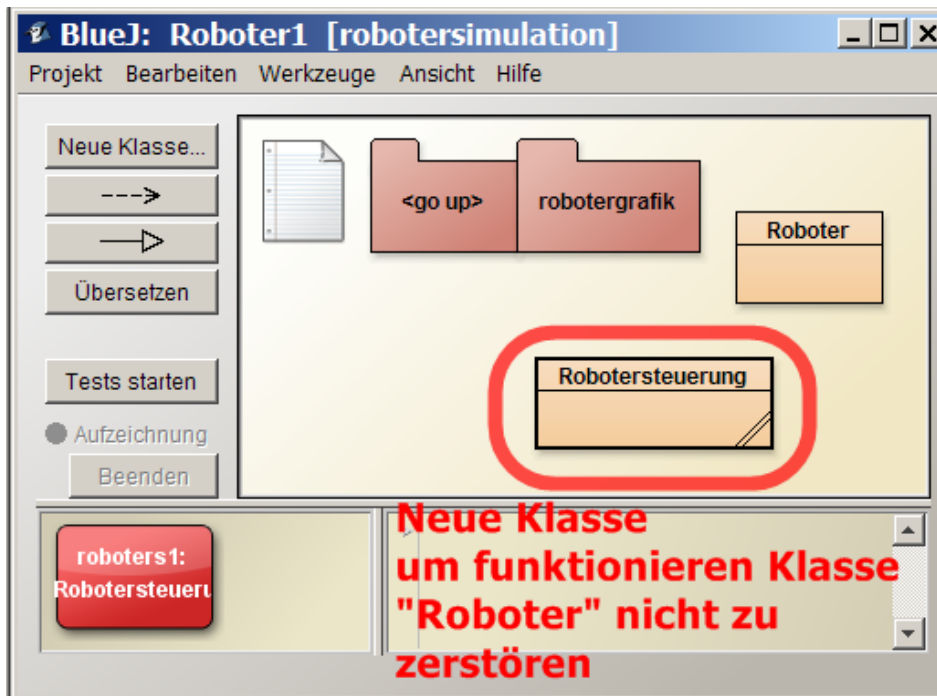 BlueJ: Roboter1 [robotersimulation]
Projekt Bearbeiten Werkzeuge Ansicht Hilfe
Neue Klasse...
Übersetzen
Tests starten
Aufzeichnung
Beenden
<go up>
robotergrafik
Roboter
Robotersteuerung
roboters1:
Robotersteueru
Neue Klasse
um funktionieren Klasse
"Roboter" nicht zu
zerstören